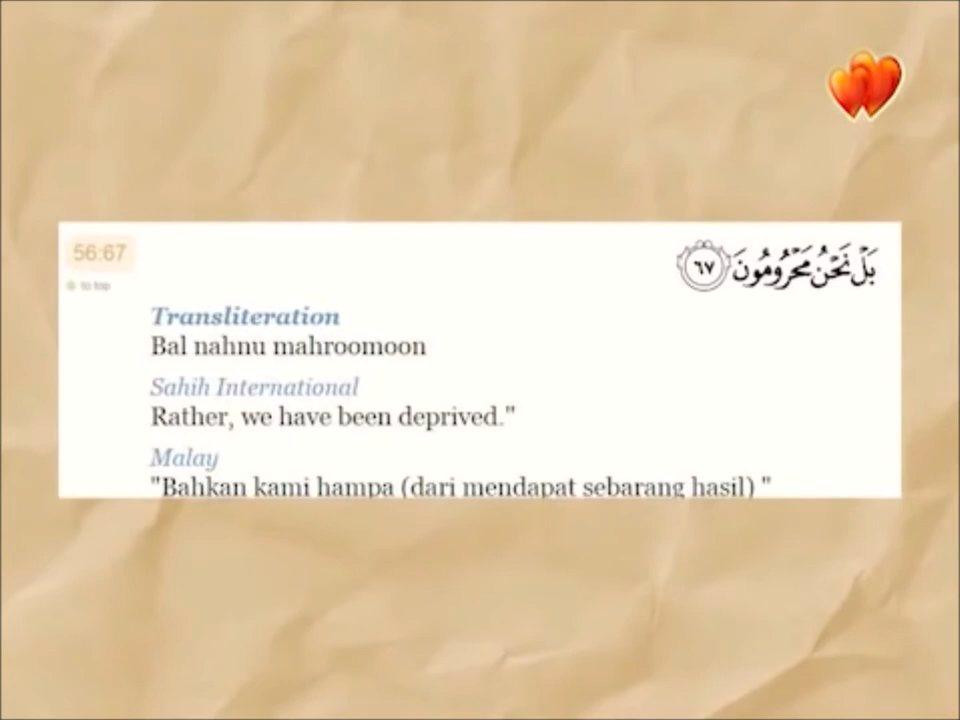 56:67
بَلْ نَحْنُ مَحْرُومُونَ ٦٧
to top
Transliteration
Bal nahnu mahroomoon
Sahih International
Rather, we have been deprived."
Malay
"Bahkan kami hampa (dari mendapat sebarang hasil) "